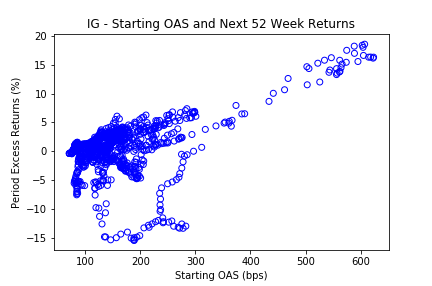 IG - Starting OAS and Next 52 Week Returns
Period Excess Returns (%)
20
15
10
5
0
−5
−10
−15
100 200 300 400 500 600
Starting OAS (bps)